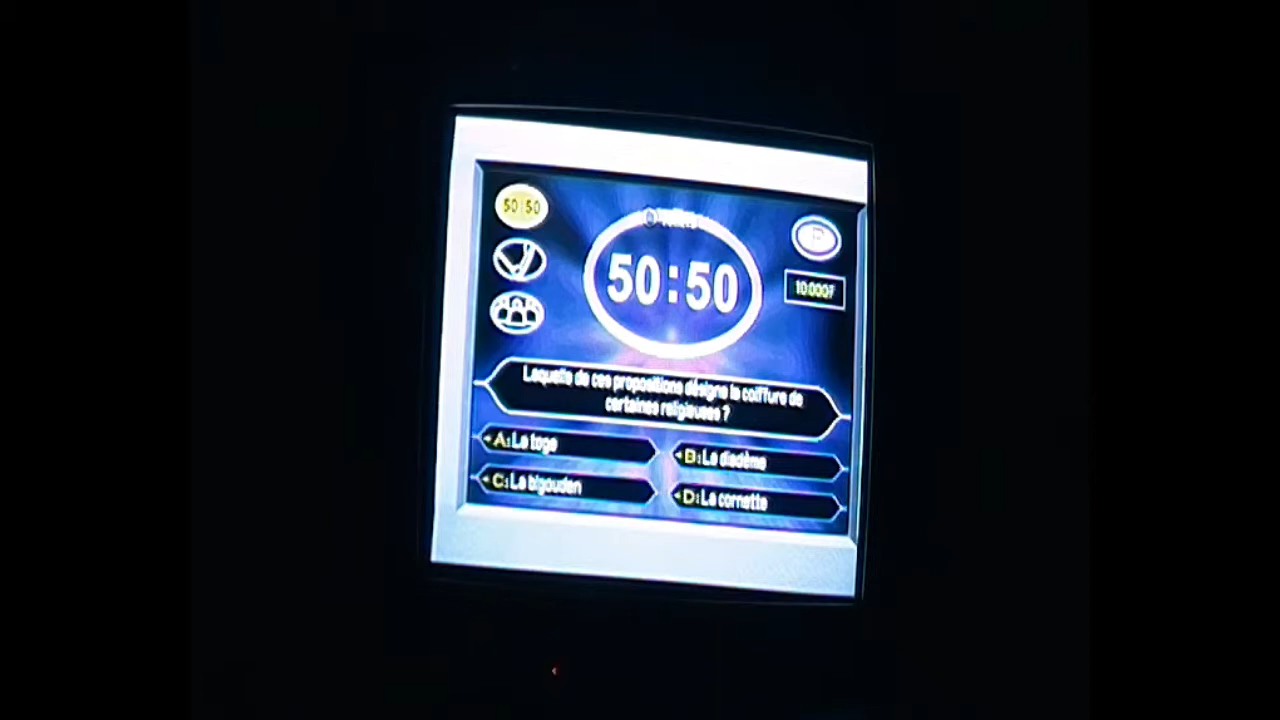 50:50
50:50
10 000?
Laquelle de ces propositions désigne la coiffure de
certaines religieuses ?
A: La toge
B: Le diadème
C: Le bigouden
D: La cornette